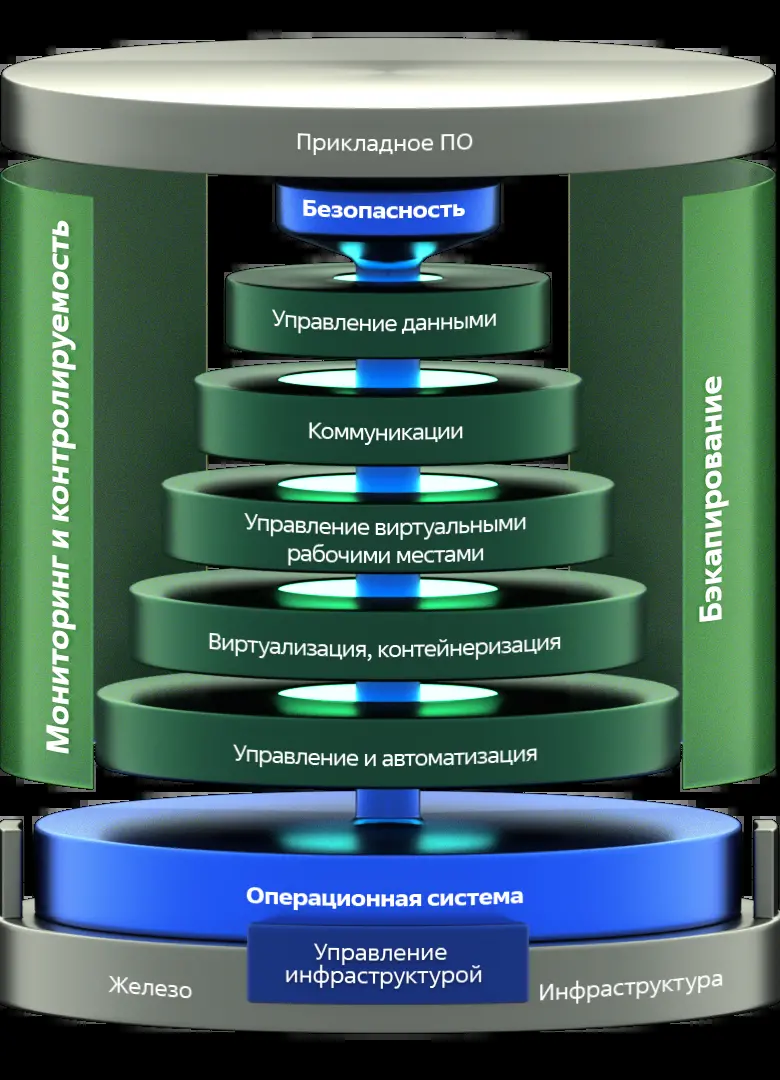 Прикладное ПО
Безопасность
Мониторинг и контролируемость
Управление данными
Коммуникации
Бэкапирование
Управление виртуальными
рабочими местами
Виртуализация, контейнеризация
Управление и автоматизация
Операционная система
Управление
инфраструктурой
Железо
Инфраструктура